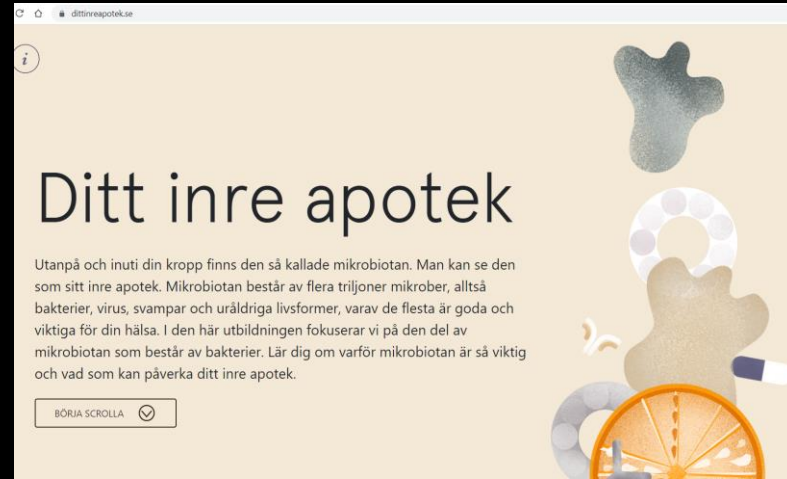 dittinreapotek.se
i
Ditt inre apotek
Utanpå och inuti din kropp finns den så kallade mikrobiotan. Man kan se den
som sitt inre apotek. Mikrobiotan består av flera triljoner mikrober, alltså
bakterier, virus, svampar och uråldriga livsformer, varav de flesta är goda och
viktiga för din hälsa. I den här utbildningen fokuserar vi på den del av
mikrobiotan som består av bakterier. Lär dig om varför mikrobiotan är så viktig
och vad som kan påverka ditt inre apotek.
BÖRJA SCROLLA